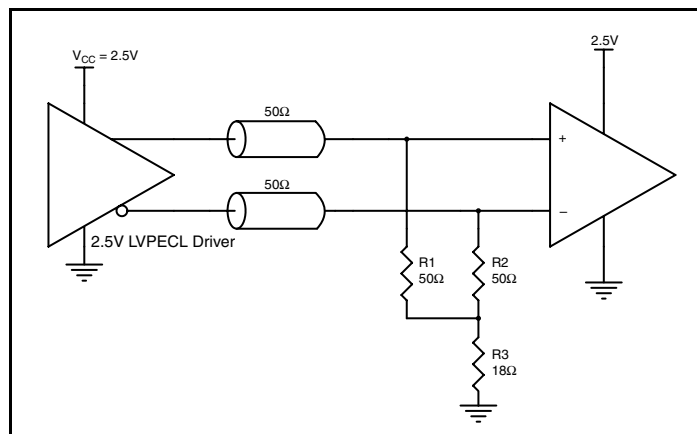 V_CC = 2.5V
2.5V
50Ω
+
50Ω
−
2.5V LVPECL Driver
R1
50Ω
R2
50Ω
R3
18Ω